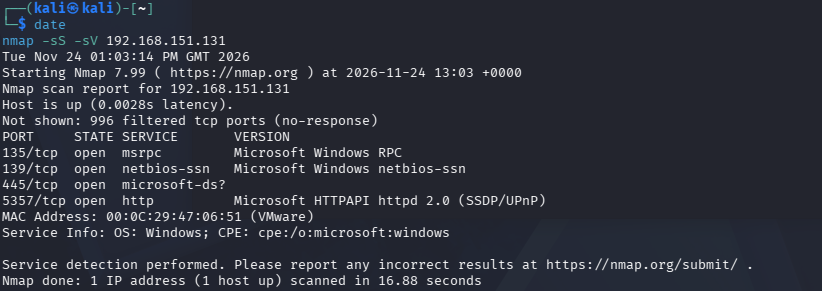 ┌──(kali㉿kali)-[~]
└─$ date
nmap -sS -sV 192.168.151.131
Tue Nov 24 01:03:14 PM GMT 2026
Starting Nmap 7.99 ( https://nmap.org ) at 2026-11-24 13:03 +0000
Nmap scan report for 192.168.151.131
Host is up (0.0028s latency).
Not shown: 996 filtered tcp ports (no-response)
PORT     STATE SERVICE       VERSION
135/tcp  open  msrpc         Microsoft Windows RPC
139/tcp  open  netbios-ssn   Microsoft Windows netbios-ssn
445/tcp  open  microsoft-ds?
5357/tcp open  http          Microsoft HTTPAPI httpd 2.0 (SSDP/UPnP)
MAC Address: 00:0C:29:47:06:51 (VMware)
Service Info: OS: Windows; CPE: cpe:/o:microsoft:windows

Service detection performed. Please report any incorrect results at https://nmap.org/submit/ .
Nmap done: 1 IP address (1 host up) scanned in 16.88 seconds